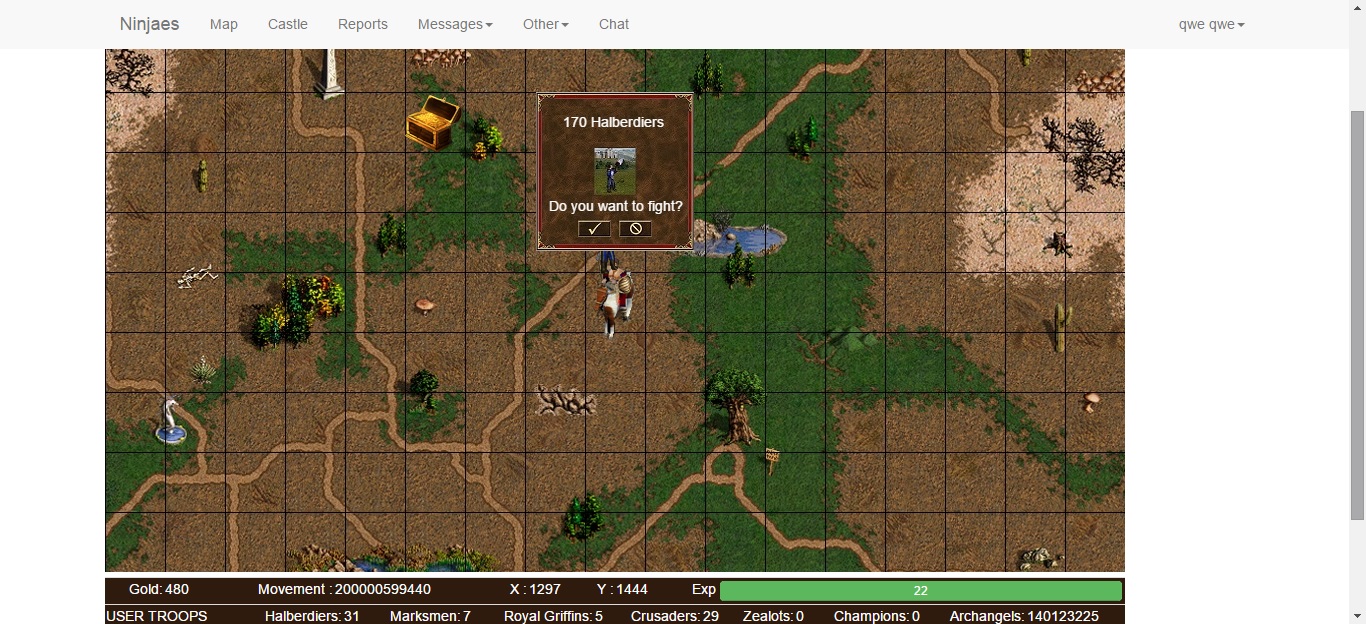 Ninjaes Map Castle Reports Messages Other Chat qwe qwe
170 Halberdiers
Do you want to fight?
Gold: 480 Movement : 200000599440 X : 1297 Y : 1444 Exp 22
USER TROOPS Halberdiers: 31 Marksmen: 7 Royal Griffins: 5 Crusaders: 29 Zealots: 0 Champions: 0 Archangels: 140123225